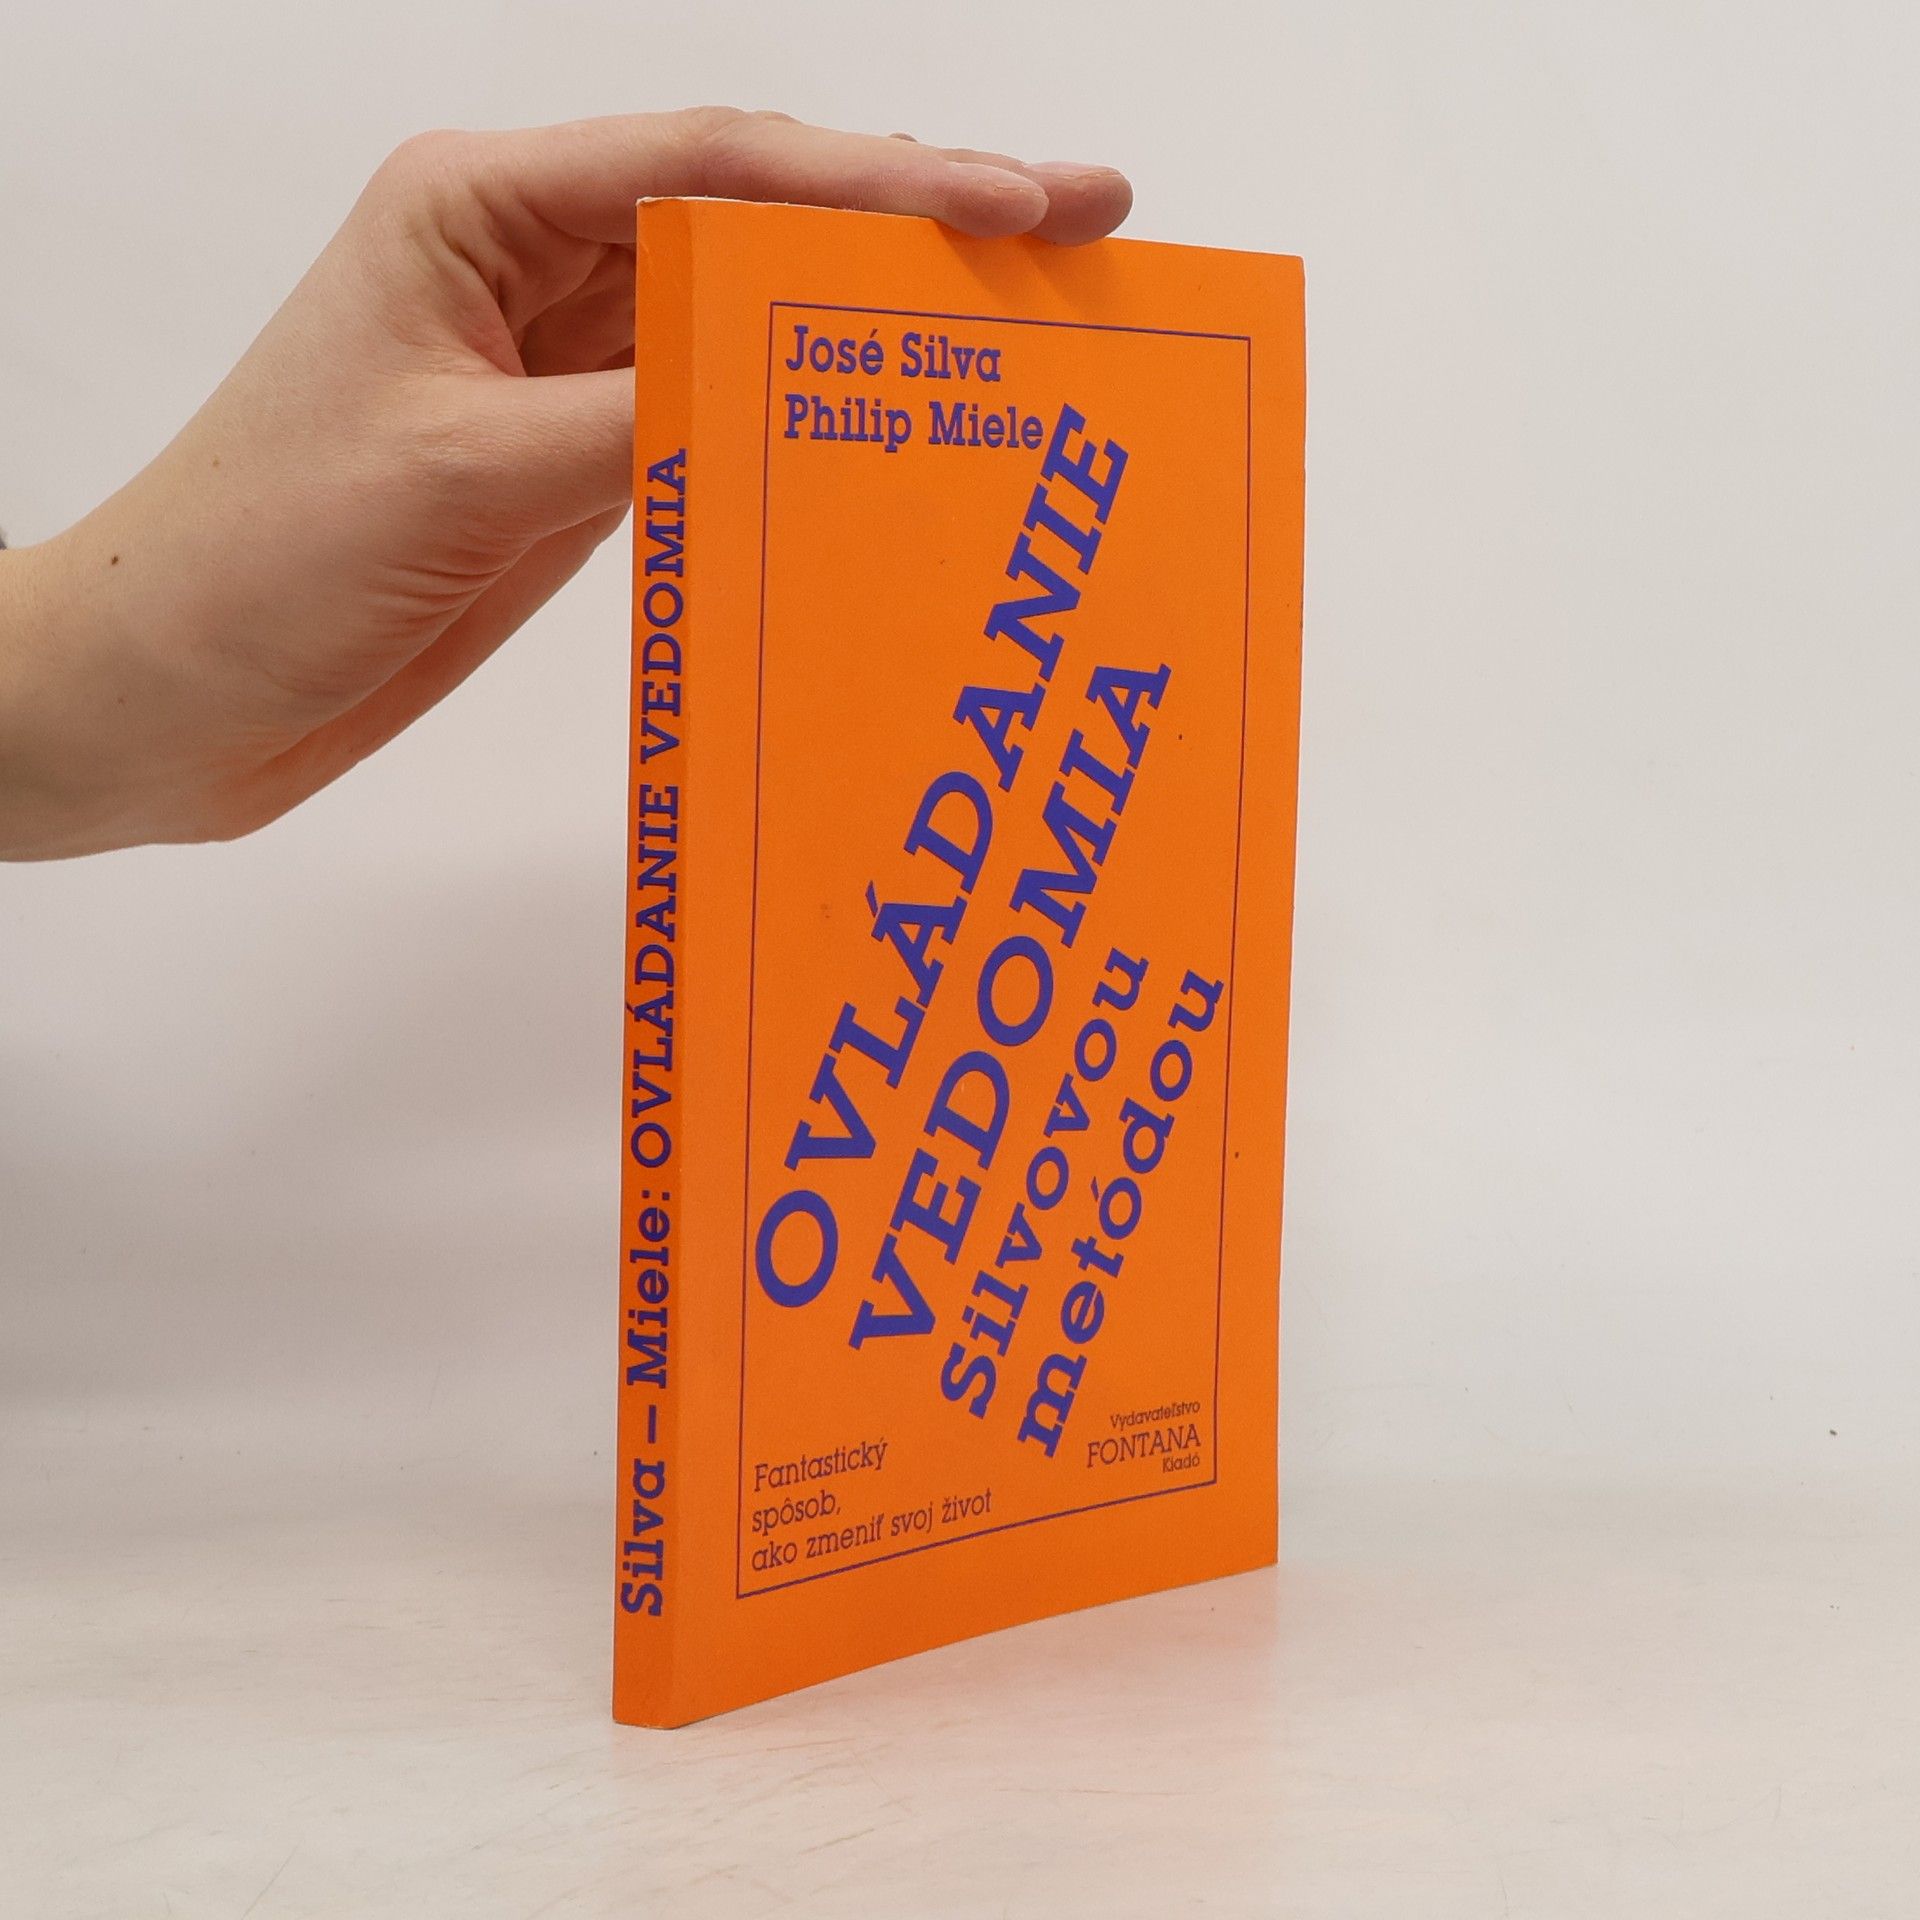 José Silva
Philip Miele
OVLÁDANIE
VEDOMIA
Silvovou
metódou
Fantastický
spôsob,
ako zmeniť svoj život
Vydavateľstvo
FONTANA
Kiadó
Silva – Miele: OVLÁDANIE VEDOMIA